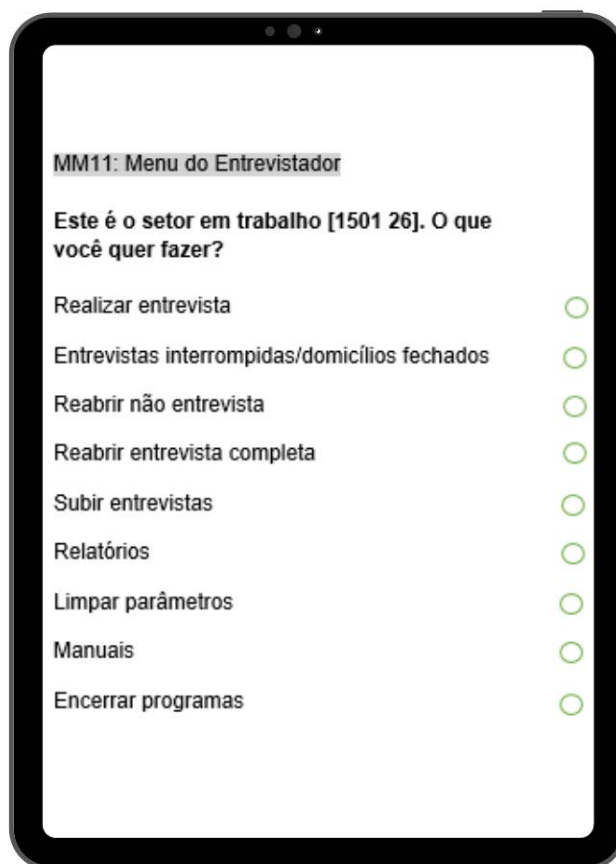 MM11: Menu do Entrevistador
Este é o setor em trabalho [1501 26]. O que
você quer fazer?
Realizar entrevista
Entrevistas interrompidas/domicílios fechados
Reabrir não entrevista
Reabrir entrevista completa
Subir entrevistas
Relatórios
Limpar parâmetros
Manuais
Encerrar programas